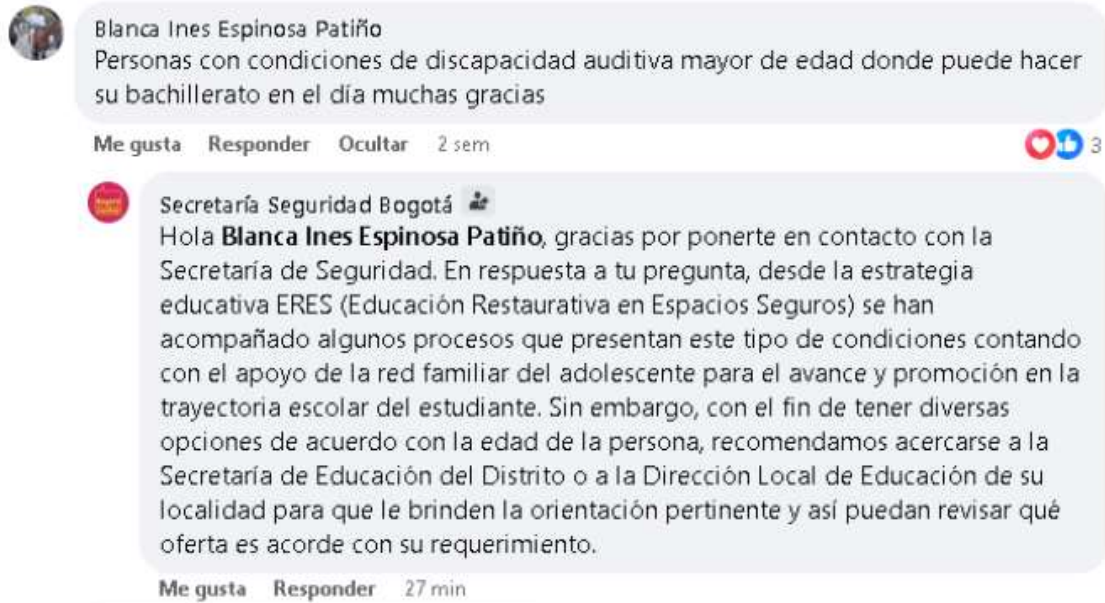 Blanca Ines Espinosa Patiño
Personas con condiciones de discapacidad auditiva mayor de edad donde puede hacer
su bachillerato en el día muchas gracias
Me gusta Responder Ocultar 2 sem 3
Secretaría Seguridad Bogotá
Hola Blanca Ines Espinosa Patiño, gracias por ponerte en contacto con la
Secretaría de Seguridad. En respuesta a tu pregunta, desde la estrategia
educativa ERES (Educación Restaurativa en Espacios Seguros) se han
acompañado algunos procesos que presentan este tipo de condiciones contando
con el apoyo de la red familiar del adolescente para el avance y promoción en la
trayectoria escolar del estudiante. Sin embargo, con el fin de tener diversas
opciones de acuerdo con la edad de la persona, recomendamos acercarse a la
Secretaría de Educación del Distrito o a la Dirección Local de Educación de su
localidad para que le brinden la orientación pertinente y así puedan revisar qué
oferta es acorde con su requerimiento.
Me gusta Responder 27 min